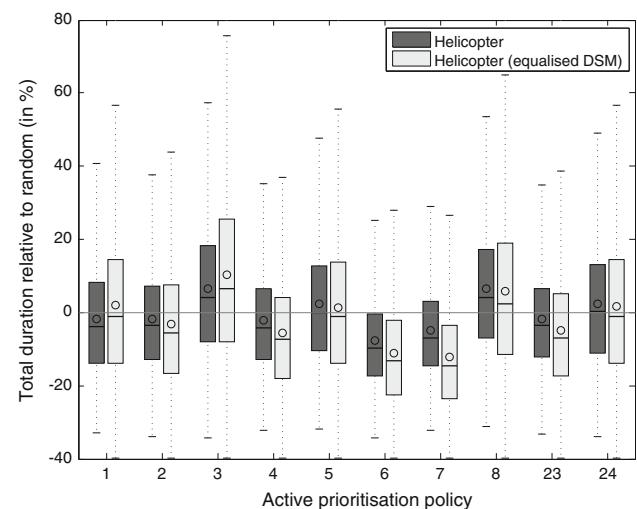 Total duration relative to random (in %)
80
60
40
20
0
-20
-40
Helicopter
Helicopter (equalised DSM)
1 2 3 4 5 6 7 8 23 24
Active prioritisation policy